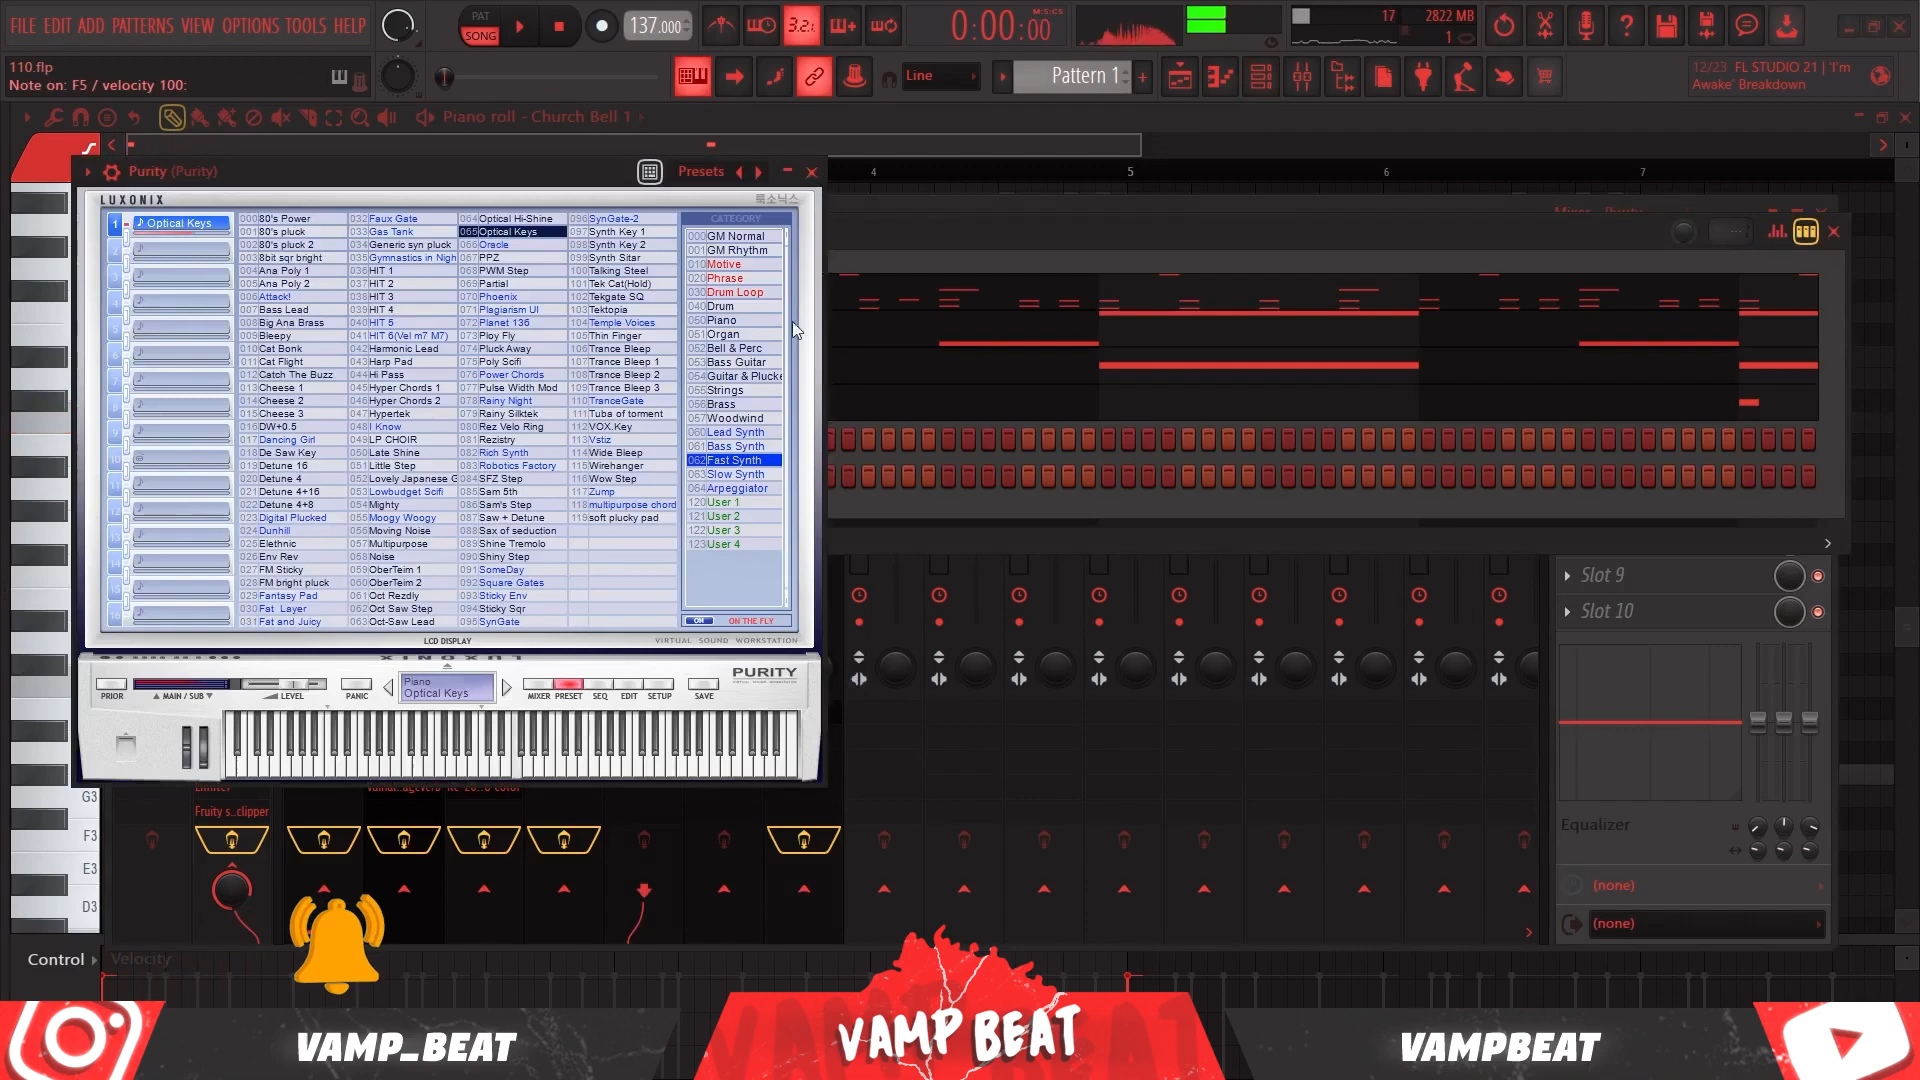 FILE EDIT ADD PATTERNS VIEW OPTIONS TOOLS HELP
PAT
SONG
137.000
3.2.
0:00:00
M:S:CS
17
2822 MB
1
110.flp
Note on: F5 / velocity 100:
Line
Pattern 1
12/23 FL STUDIO 21 | 'I'm
Awake' Breakdown
Piano roll - Church Bell 1
Purity (Purity)
Presets
4
5
6
7
LUXONIX
룩소닉스
1 Optical Keys
000 80's Power
001 80's pluck
002 80's pluck 2
003 8bit sqr bright
004 Ana Poly 1
005 Ana Poly 2
006 Attack!
007 Bass Lead
008 Big Ana Brass
009 Bleepy
010 Cat Bonk
011 Cat Flight
012 Catch The Buzz
013 Cheese 1
014 Cheese 2
015 Cheese 3
016 DW+0.5
017 Dancing Girl
018 De Saw Key
019 Detune 16
020 Detune 4
021 Detune 4+16
022 Detune 4+8
023 Digital Plucked
024 Dunhill
025 Elethnic
026 Env Rev
027 FM Sticky
028 FM bright pluck
029 Fantasy Pad
030 Fat Layer
031 Fat and Juicy
032 Faux Gate
033 Gas Tank
034 Generic syn pluck
035 Gymnastics in Nigh
036 HIT 1
037 HIT 2
038 HIT 3
039 HIT 4
040 HIT 5
041 HIT 6(Vel m7 M7)
042 Harmonic Lead
043 Harp Pad
044 Hi Pass
045 Hyper Chords 1
046 Hyper Chords 2
047 Hypertek
048 I Know
049 LP CHOIR
050 Late Shine
051 Little Step
052 Lovely Japanese G
053 Lowbudget Scifi
054 Mighty
055 Moogy Woogy
056 Moving Noise
057 Multipurpose
058 Noise
059 OberTeim 1
060 OberTeim 2
061 Oct Rezdly
062 Oct Saw Step
063 Oct-Saw Lead
064 Optical Hi-Shine
065 Optical Keys
066 Oracle
067 PPZ
068 PWM Step
069 Partial
070 Phoenix
071 Plagiarism UI
072 Planet 136
073 Ploy Fly
074 Pluck Away
075 Poly Scifi
076 Power Chords
077 Pulse Width Mod
078 Rainy Night
079 Rainy Silktek
080 Rez Velo Ring
081 Rezistry
082 Rich Synth
083 Robotics Factory
084 SFZ Step
085 Sam 5th
086 Sam's Step
087 Saw + Detune
088 Sax of seduction
089 Shine Tremolo
090 Shiny Step
091 SomeDay
092 Square Gates
093 Sticky Env
094 Sticky Sqr
095 SynGate
096 SynGate-2
097 Synth Key 1
098 Synth Key 2
099 Synth Sitar
100 Talking Steel
101 Tek Cat(Hold)
102 Tekgate SQ
103 Tektopia
104 Temple Voices
105 Thin Finger
106 Trance Bleep
107 Trance Bleep 1
108 Trance Bleep 2
109 Trance Bleep 3
110 TranceGate
111 Tuba of torment
112 VOX.Key
113 Vstiz
114 Wide Bleep
115 Wirehanger
116 Wow Step
117 Zump
118 multipurpose chord
119 soft plucky pad
CATEGORY
000 GM Normal
001 GM Rhythm
010 Motive
020 Phrase
030 Drum Loop
040 Drum
050 Piano
051 Organ
052 Bell & Perc
053 Bass Guitar
054 Guitar & Plucke
055 Strings
056 Brass
057 Woodwind
060 Lead Synth
061 Bass Synth
062 Fast Synth
063 Slow Synth
064 Arpeggiator
120 User 1
121 User 2
122 User 3
123 User 4
ON
ON THE FLY
LCD DISPLAY
VIRTUAL SOUND WORKSTATION
PRIOR
MAIN / SUB
LEVEL
PANIC
Piano
Optical Keys
MIXER PRESET SEQ EDIT SETUP
SAVE
PURITY
Slot 9
Slot 10
Equalizer
(none)
(none)
Fruity s..clipper
G3
F3
E3
D3
Control
Velocity
VAMP_BEAT
VAMP BEAT
VAMPBEAT